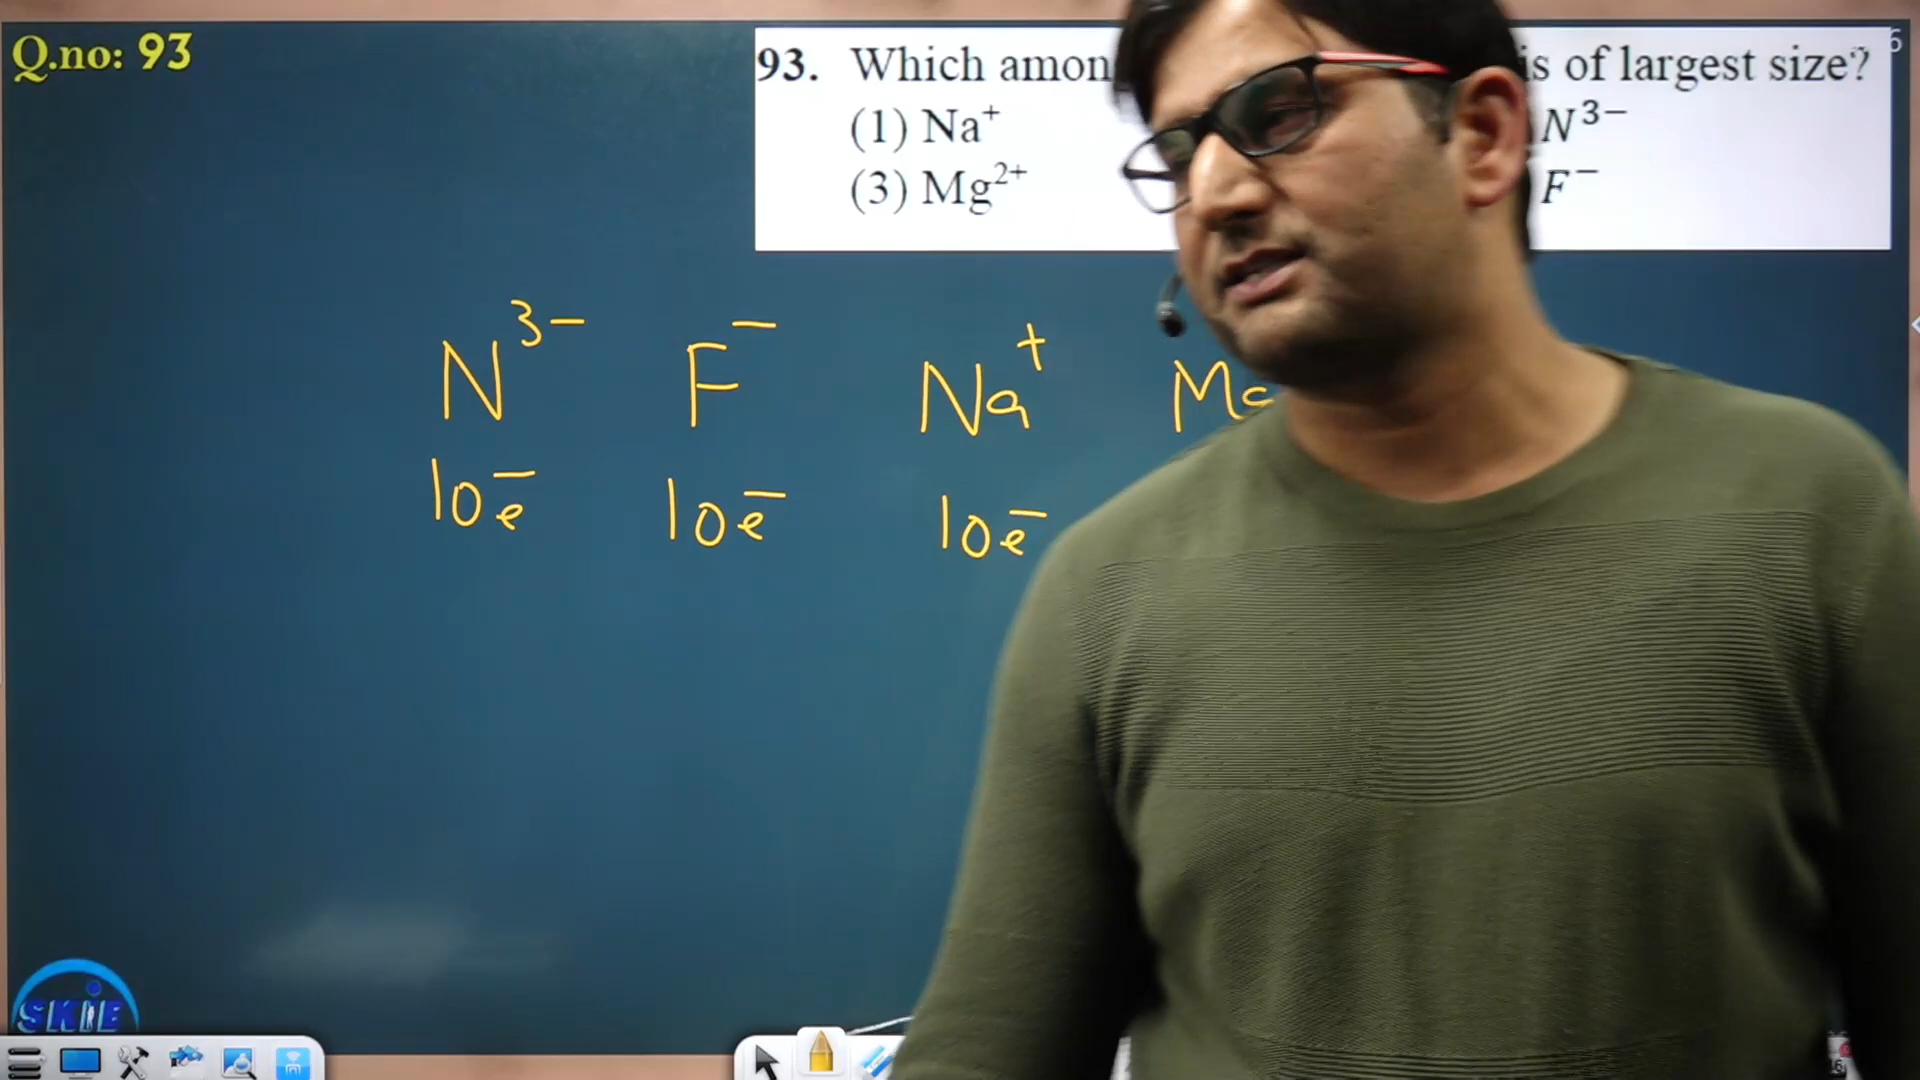 Q.no: 93
6
93. Which amon is of largest size?
(1) Na⁺ N³⁻
(3) Mg²⁺ F⁻
N³⁻ F⁻ Na⁺ M
10e⁻ 10e⁻ 10e⁻
SKIE